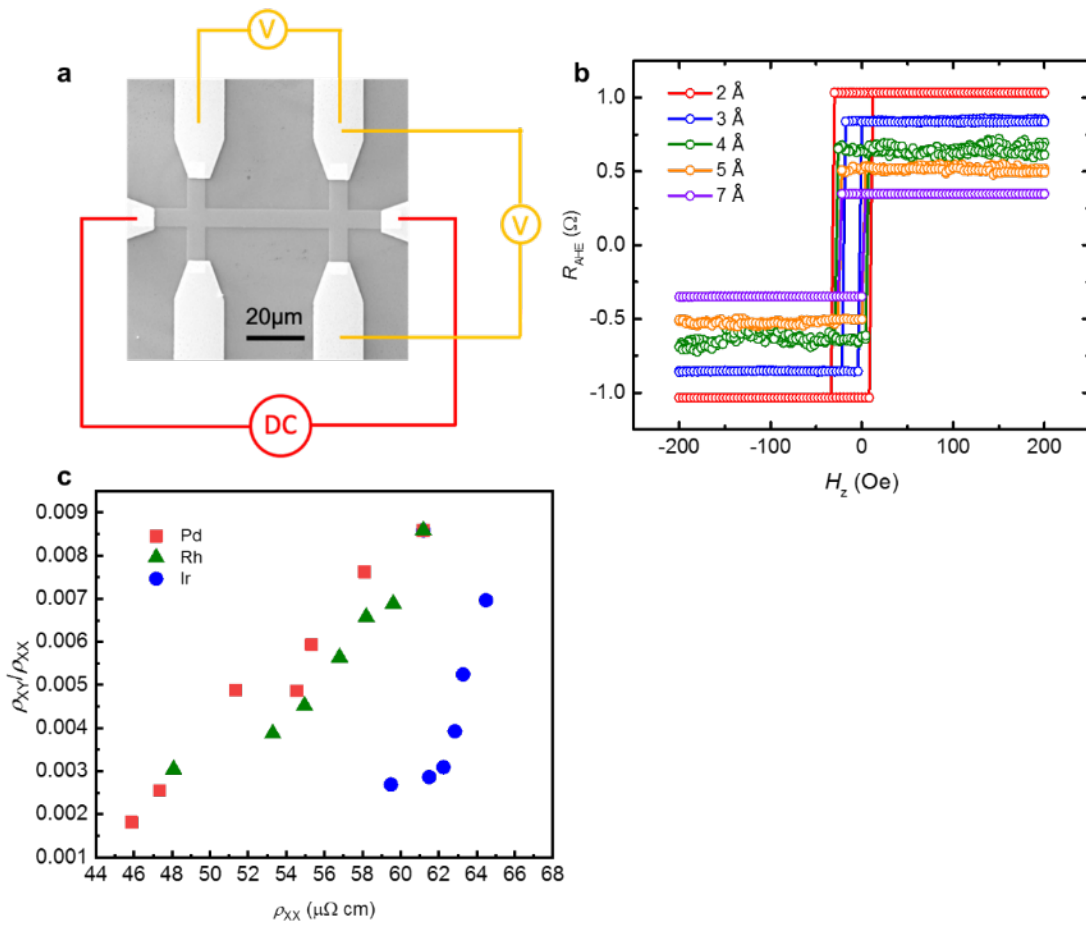 a
V
V
20μm
DC
b
2 Å
3 Å
4 Å
5 Å
7 Å
R_AHE (Ω)
1.0
0.5
0.0
-0.5
-1.0
-200 -100 0 100 200
H_z (Oe)
c
Pd
Rh
Ir
ρ_XY/ρ_XX
0.009
0.008
0.007
0.006
0.005
0.004
0.003
0.002
0.001
44 46 48 50 52 54 56 58 60 62 64 66 68
ρ_XX (μΩ cm)